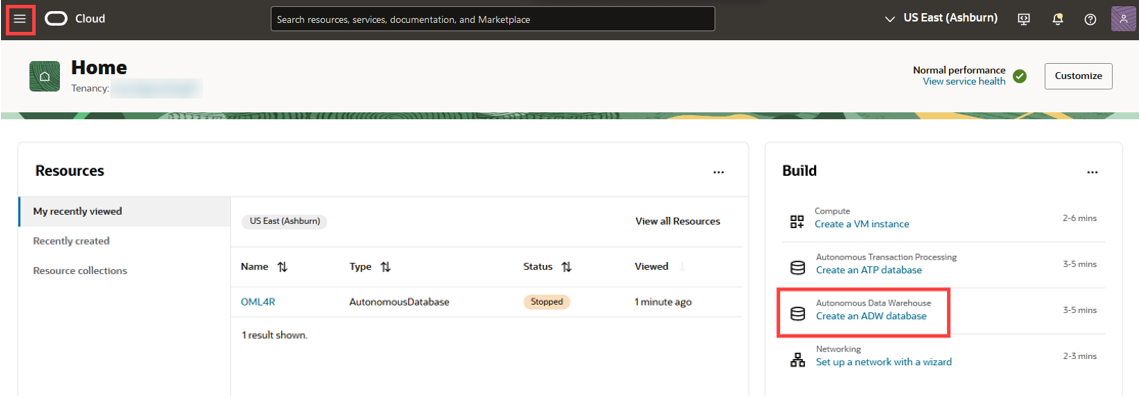 Cloud
Search resources, services, documentation, and Marketplace
US East (Ashburn)
Home
Tenancy:
Normal performance
View service health
Customize
Resources
...
My recently viewed
Recently created
Resource collections
US East (Ashburn)
View all Resources
Name Type Status Viewed
OML4R AutonomousDatabase Stopped 1 minute ago
1 result shown.
Build
...
Compute
Create a VM instance
2-6 mins
Autonomous Transaction Processing
Create an ATP database
3-5 mins
Autonomous Data Warehouse
Create an ADW database
3-5 mins
Networking
Set up a network with a wizard
2-3 mins